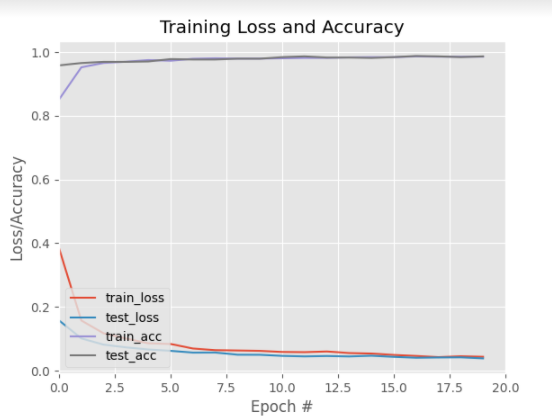 Training Loss and Accuracy
1.0
0.8
0.6
0.4
0.2
0.0
Loss/Accuracy
train_loss
test_loss
train_acc
test_acc
0.0 2.5 5.0 7.5 10.0 12.5 15.0 17.5 20.0
Epoch #